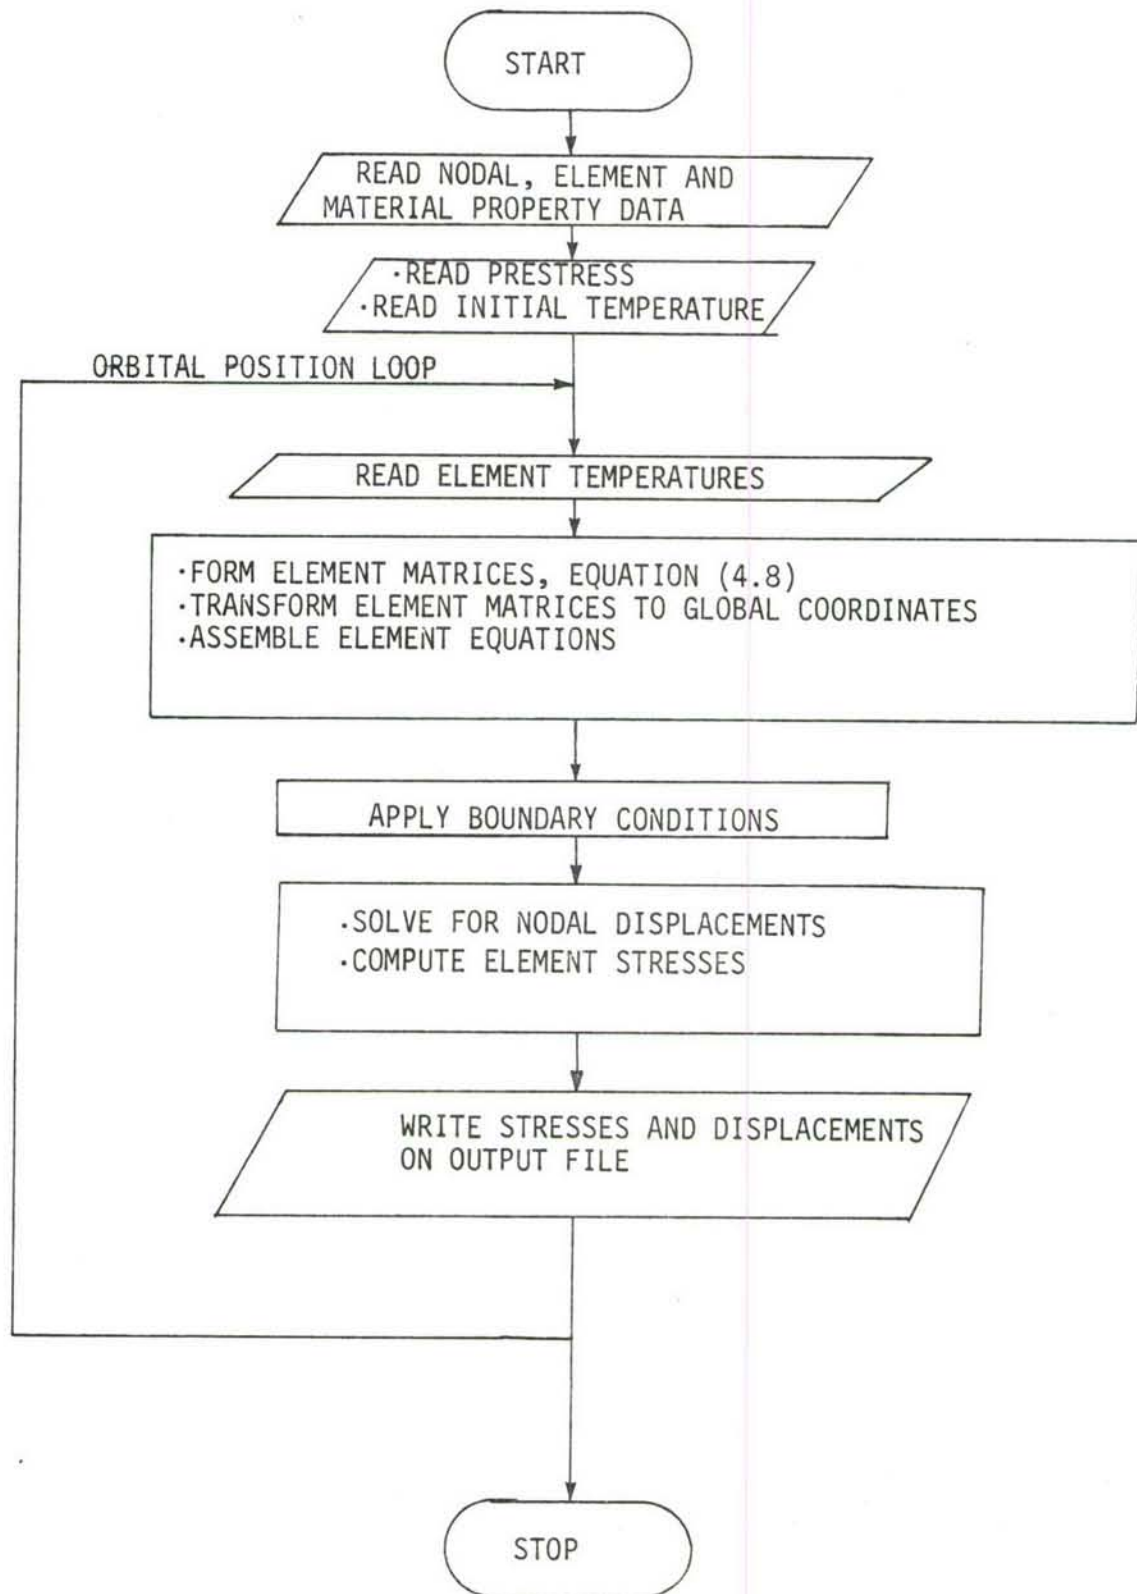 START
READ NODAL, ELEMENT AND
MATERIAL PROPERTY DATA
·READ PRESTRESS
·READ INITIAL TEMPERATURE
ORBITAL POSITION LOOP
READ ELEMENT TEMPERATURES
·FORM ELEMENT MATRICES, EQUATION (4.8)
·TRANSFORM ELEMENT MATRICES TO GLOBAL COORDINATES
·ASSEMBLE ELEMENT EQUATIONS
APPLY BOUNDARY CONDITIONS
·SOLVE FOR NODAL DISPLACEMENTS
·COMPUTE ELEMENT STRESSES
WRITE STRESSES AND DISPLACEMENTS
ON OUTPUT FILE
STOP